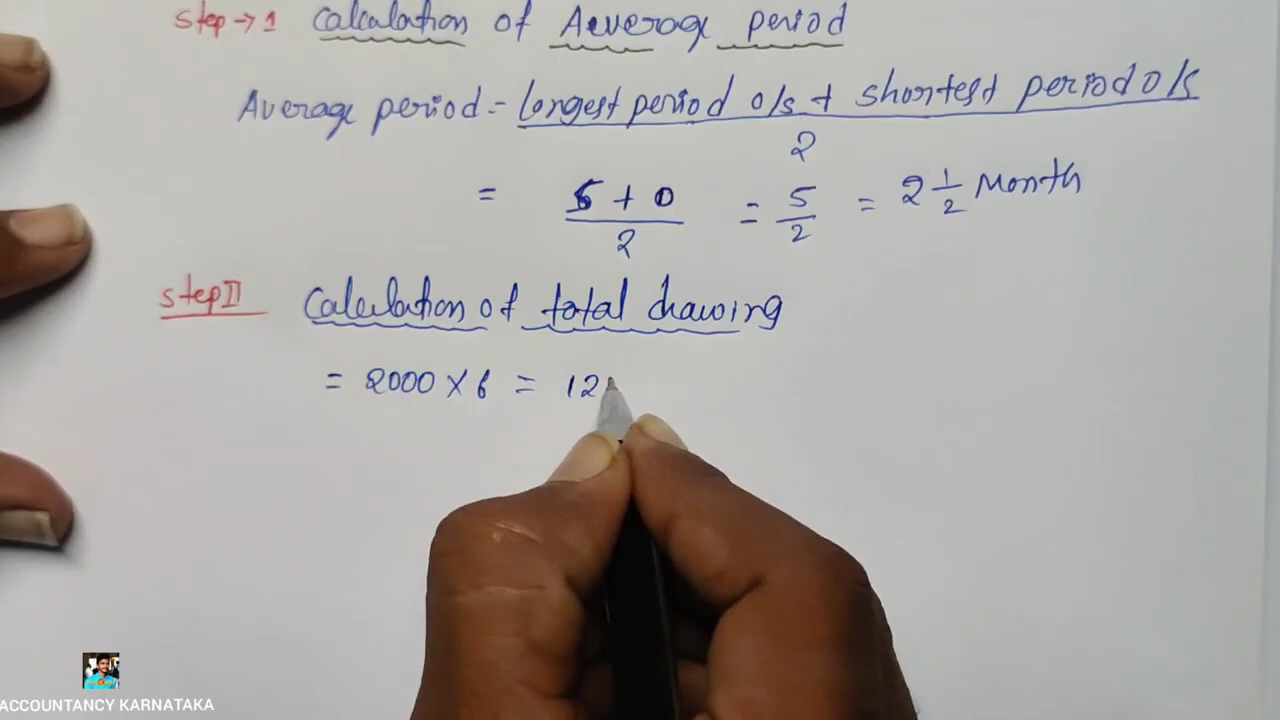 step → 1 Calculation of Aeverage period
Average period = longest period o/s + shortest period o/s
2
= 5 + 0 = 5 = 2 1/2 Month
2 2
step II Calculation of total drawing
= 2000 × 6 = 12
ACCOUNTANCY KARNATAKA